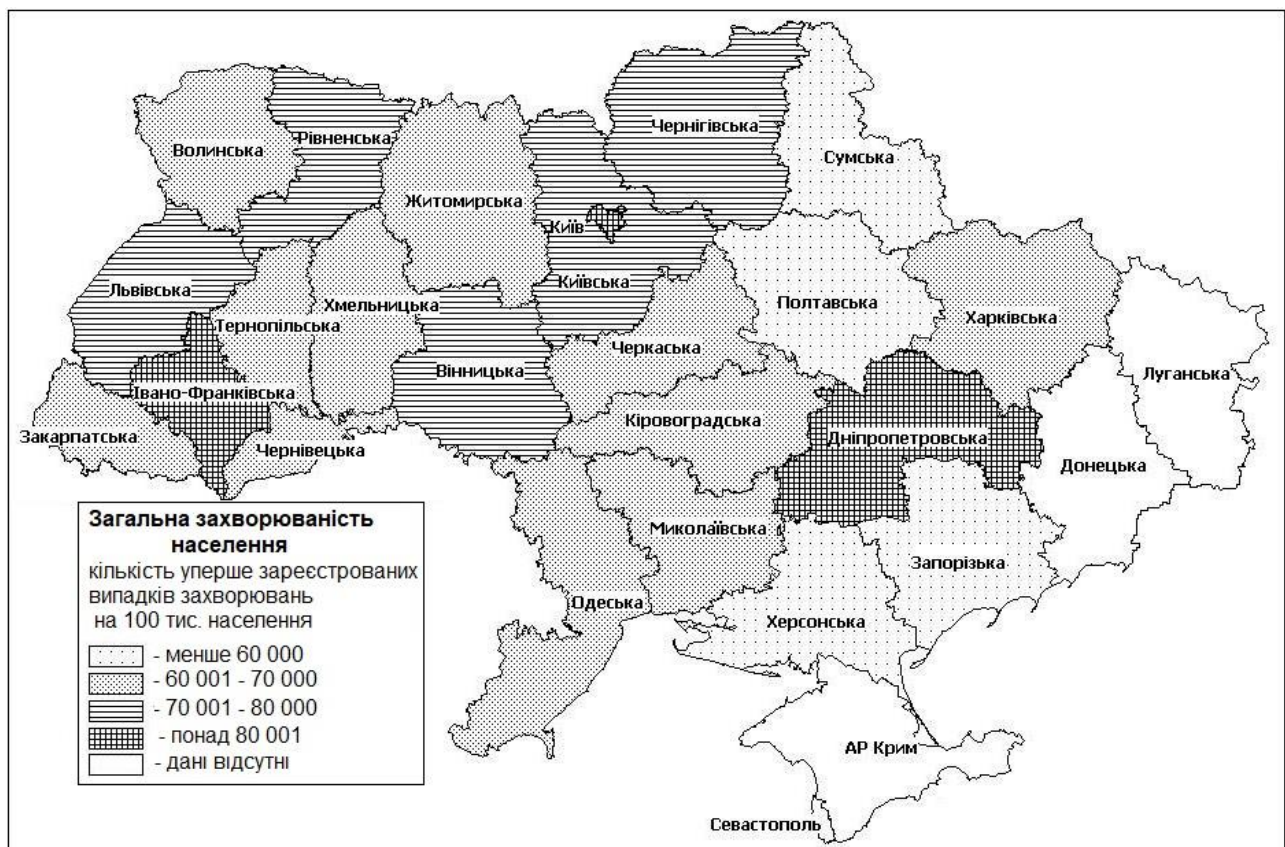 Чернігівська
Рівненська
Волинська
Сумська
Житомирська
Київ
Львівська
Київська
Полтавська
Хмельницька
Харківська
Тернопільська
Черкаська
Вінницька
Луганська
Івано-Франківська
Кіровоградська
Закарпатська
Дніпропетровська
Чернівецька
Донецька
Миколаївська
Запорізька
Одеська
Херсонська
АР Крим
Севастополь
Загальна захворюваність
населення
кількість уперше зареєстрованих
випадків захворювань
на 100 тис. населення
- менше 60 000
- 60 001 - 70 000
- 70 001 - 80 000
- понад 80 001
- дані відсутні